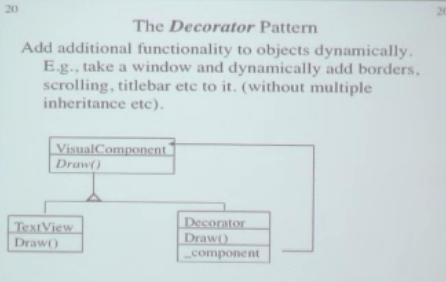 20
The Decorator Pattern
Add additional functionality to objects dynamically.
E.g., take a window and dynamically add borders,
scrolling, titlebar etc to it. (without multiple
inheritance etc).
VisualComponent
Draw()
TextView
Draw()
Decorator
Draw()
_component